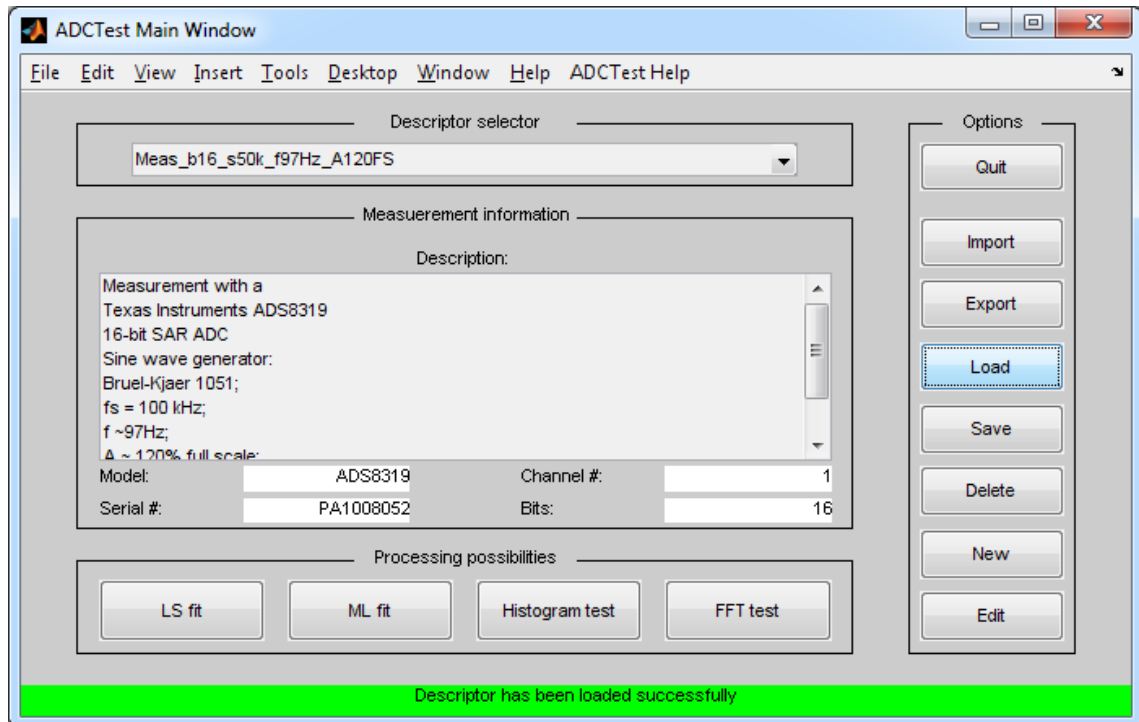 ADCTest Main Window
File Edit View Insert Tools Desktop Window Help ADCTest Help
Descriptor selector
Meas_b16_s50k_f97Hz_A120FS
Measuerement information
Description:
Measurement with a
Texas Instruments ADS8319
16-bit SAR ADC
Sine wave generator:
Bruel-Kjaer 1051;
fs = 100 kHz;
f ~97Hz;
A ~ 120% full scale;
Model: ADS8319 Channel #: 1
Serial #: PA1008052 Bits: 16
Processing possibilities
LS fit ML fit Histogram test FFT test
Options
Quit
Import
Export
Load
Save
Delete
New
Edit
Descriptor has been loaded successfully